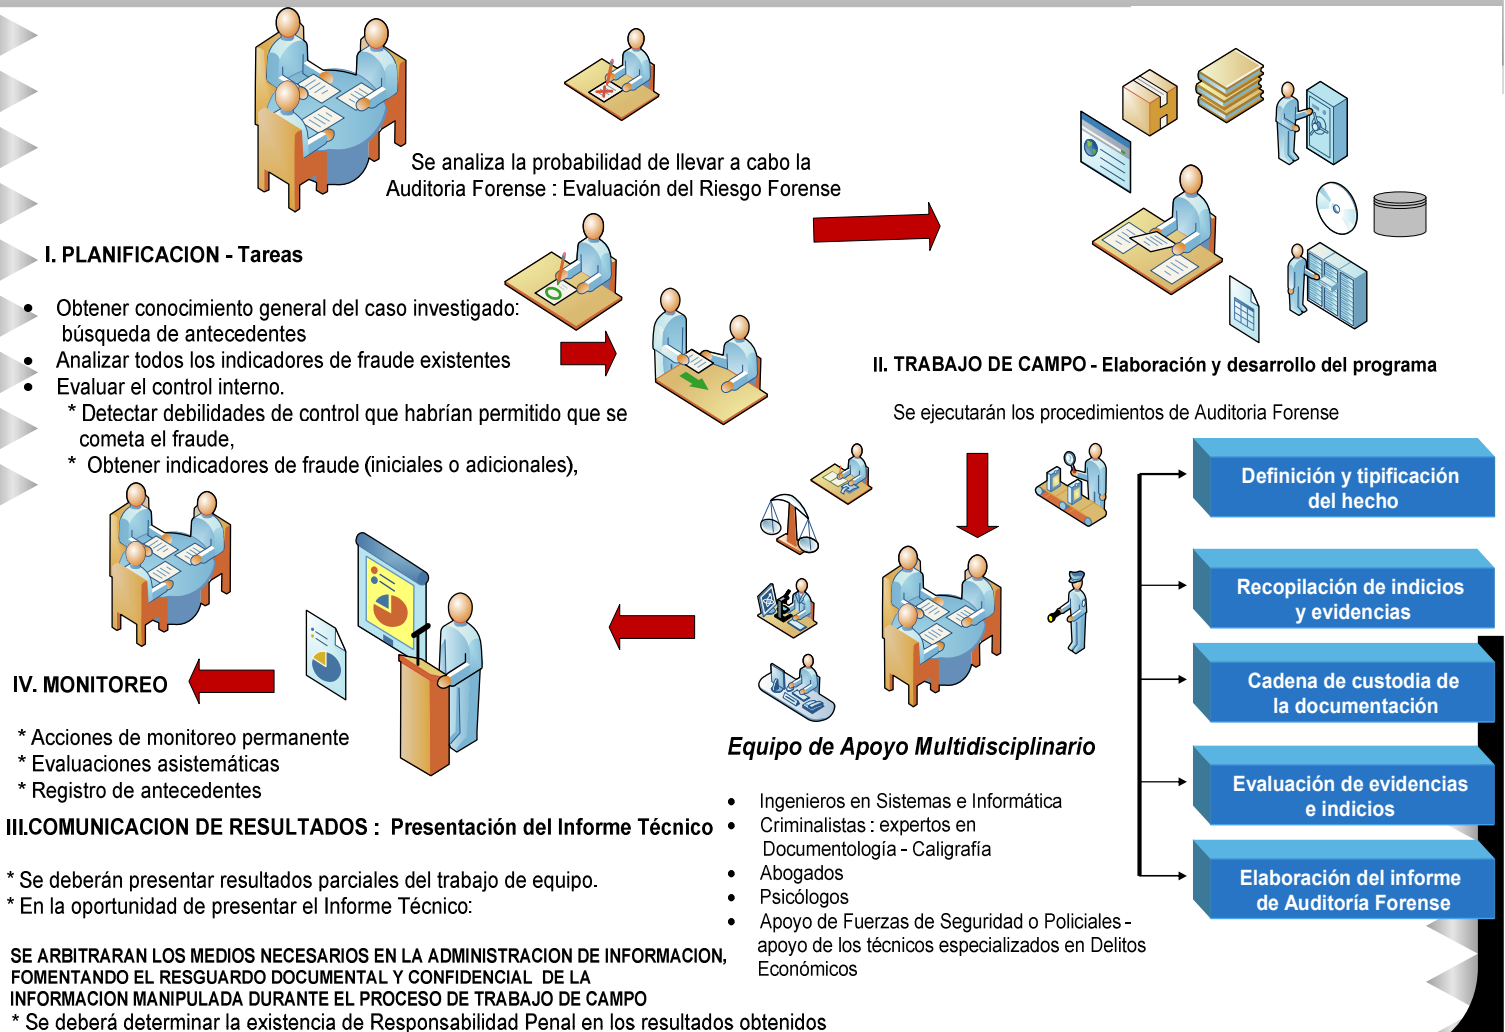 Se analiza la probabilidad de llevar a cabo la
Auditoria Forense : Evaluación del Riesgo Forense
I. PLANIFICACION - Tareas
• Obtener conocimiento general del caso investigado:
búsqueda de antecedentes
• Analizar todos los indicadores de fraude existentes
• Evaluar el control interno.
* Detectar debilidades de control que habrían permitido que se
cometa el fraude,
* Obtener indicadores de fraude (iniciales o adicionales),
II. TRABAJO DE CAMPO - Elaboración y desarrollo del programa
Se ejecutarán los procedimientos de Auditoria Forense
Definición y tipificación
del hecho
Recopilación de indicios
y evidencias
Cadena de custodia de
la documentación
Evaluación de evidencias
e indicios
Elaboración del informe
de Auditoría Forense
Equipo de Apoyo Multidisciplinario
• Ingenieros en Sistemas e Informática
• Criminalistas : expertos en
Documentología - Caligrafía
• Abogados
• Psicólogos
• Apoyo de Fuerzas de Seguridad o Policiales -
apoyo de los técnicos especializados en Delitos
Económicos
IV. MONITOREO
* Acciones de monitoreo permanente
* Evaluaciones asistemáticas
* Registro de antecedentes
III.COMUNICACION DE RESULTADOS : Presentación del Informe Técnico
* Se deberán presentar resultados parciales del trabajo de equipo.
* En la oportunidad de presentar el Informe Técnico:
SE ARBITRARAN LOS MEDIOS NECESARIOS EN LA ADMINISTRACION DE INFORMACION,
FOMENTANDO EL RESGUARDO DOCUMENTAL Y CONFIDENCIAL DE LA
INFORMACION MANIPULADA DURANTE EL PROCESO DE TRABAJO DE CAMPO
* Se deberá determinar la existencia de Responsabilidad Penal en los resultados obtenidos